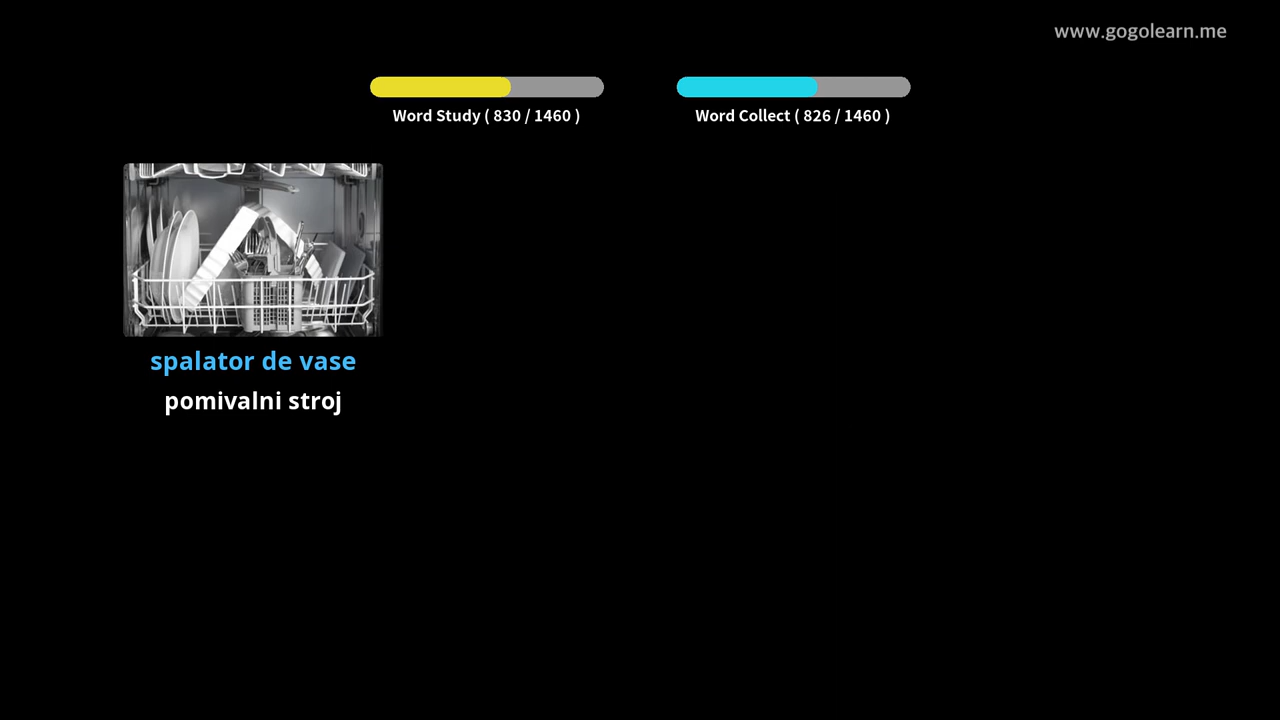 www.gogolearn.me
Word Study ( 830 / 1460 )
Word Collect ( 826 / 1460 )
spalator de vase
pomivalni stroj